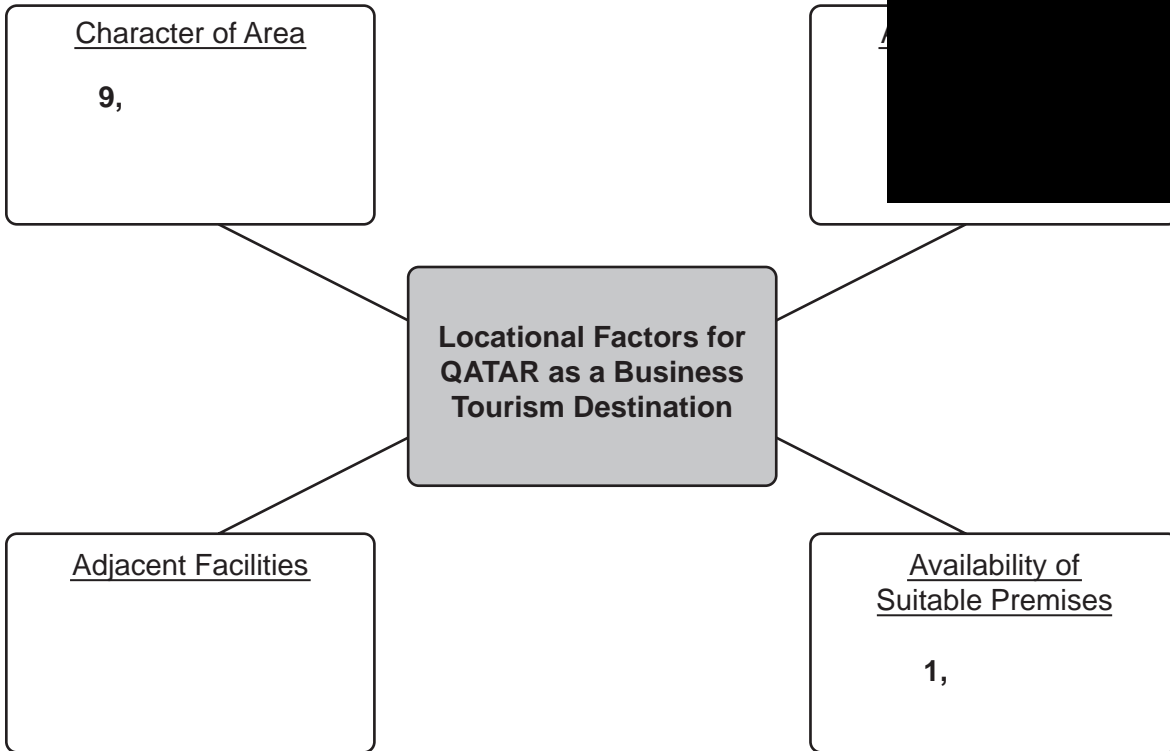 Character of Area
9,
Locational Factors for
QATAR as a Business
Tourism Destination
Adjacent Facilities
Availability of
Suitable Premises
1,